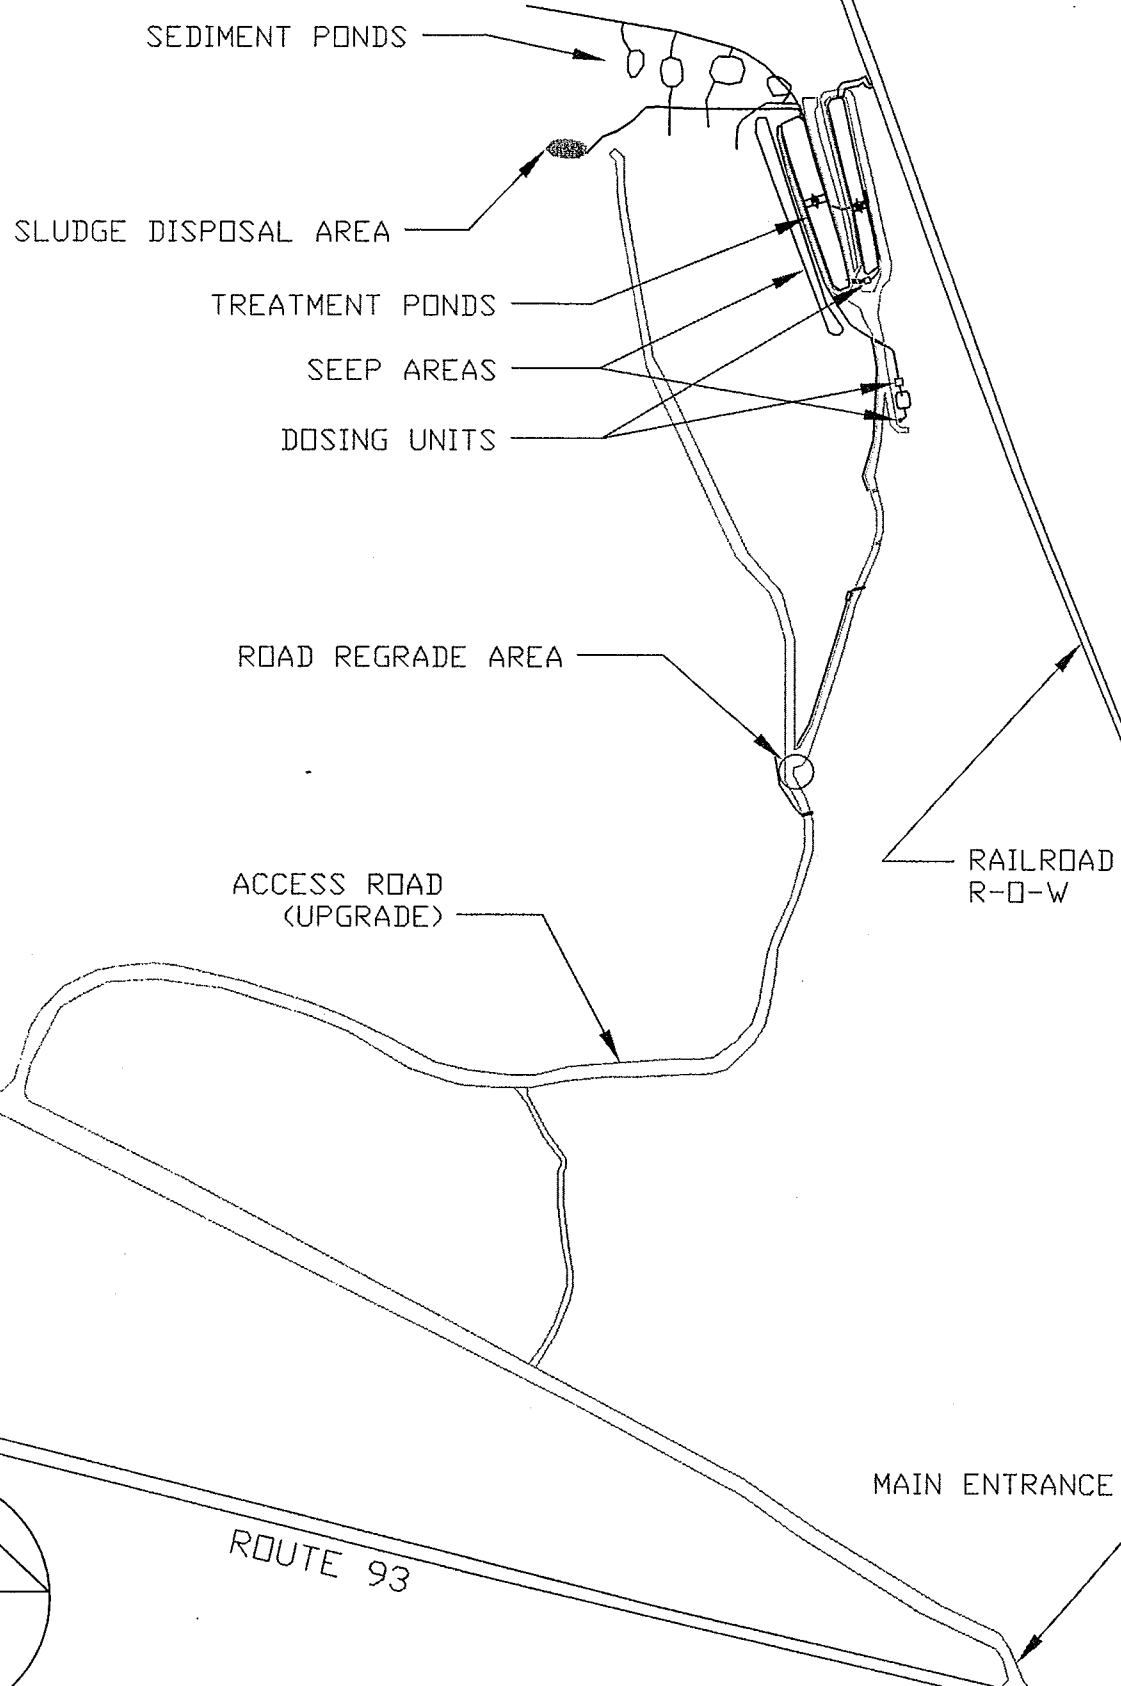 SEDIMENT PONDS
SLUDGE DISPOSAL AREA
TREATMENT PONDS
SEEP AREAS
DOSING UNITS
ROAD REGRADE AREA
RAILROAD
R-O-W
ACCESS ROAD
(UPGRADE)
MAIN ENTRANCE
ROUTE 93